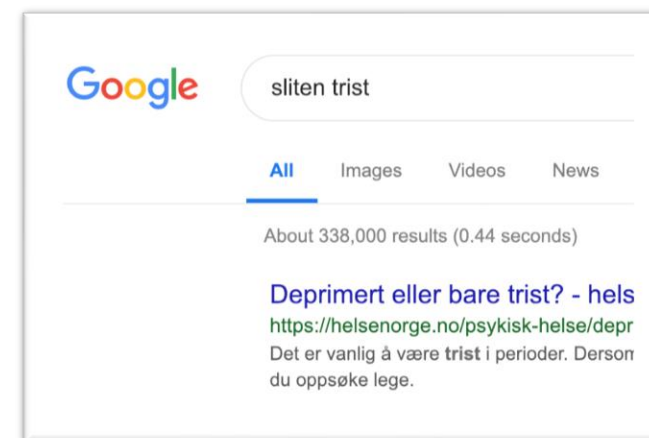 Google
sliten trist
All Images Videos News
About 338,000 results (0.44 seconds)
Deprimert eller bare trist? - hels
https://helsenorge.no/psykisk-helse/depr
Det er vanlig å være trist i perioder. Dersom
du oppsøke lege.